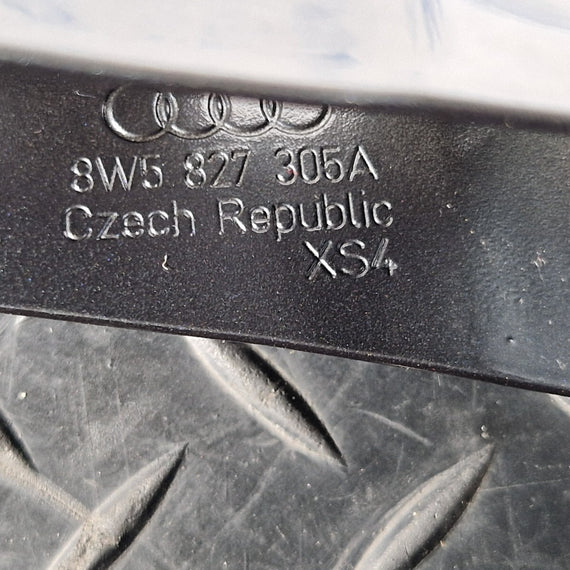 8W5 827 305A
Czech Republic
XS4